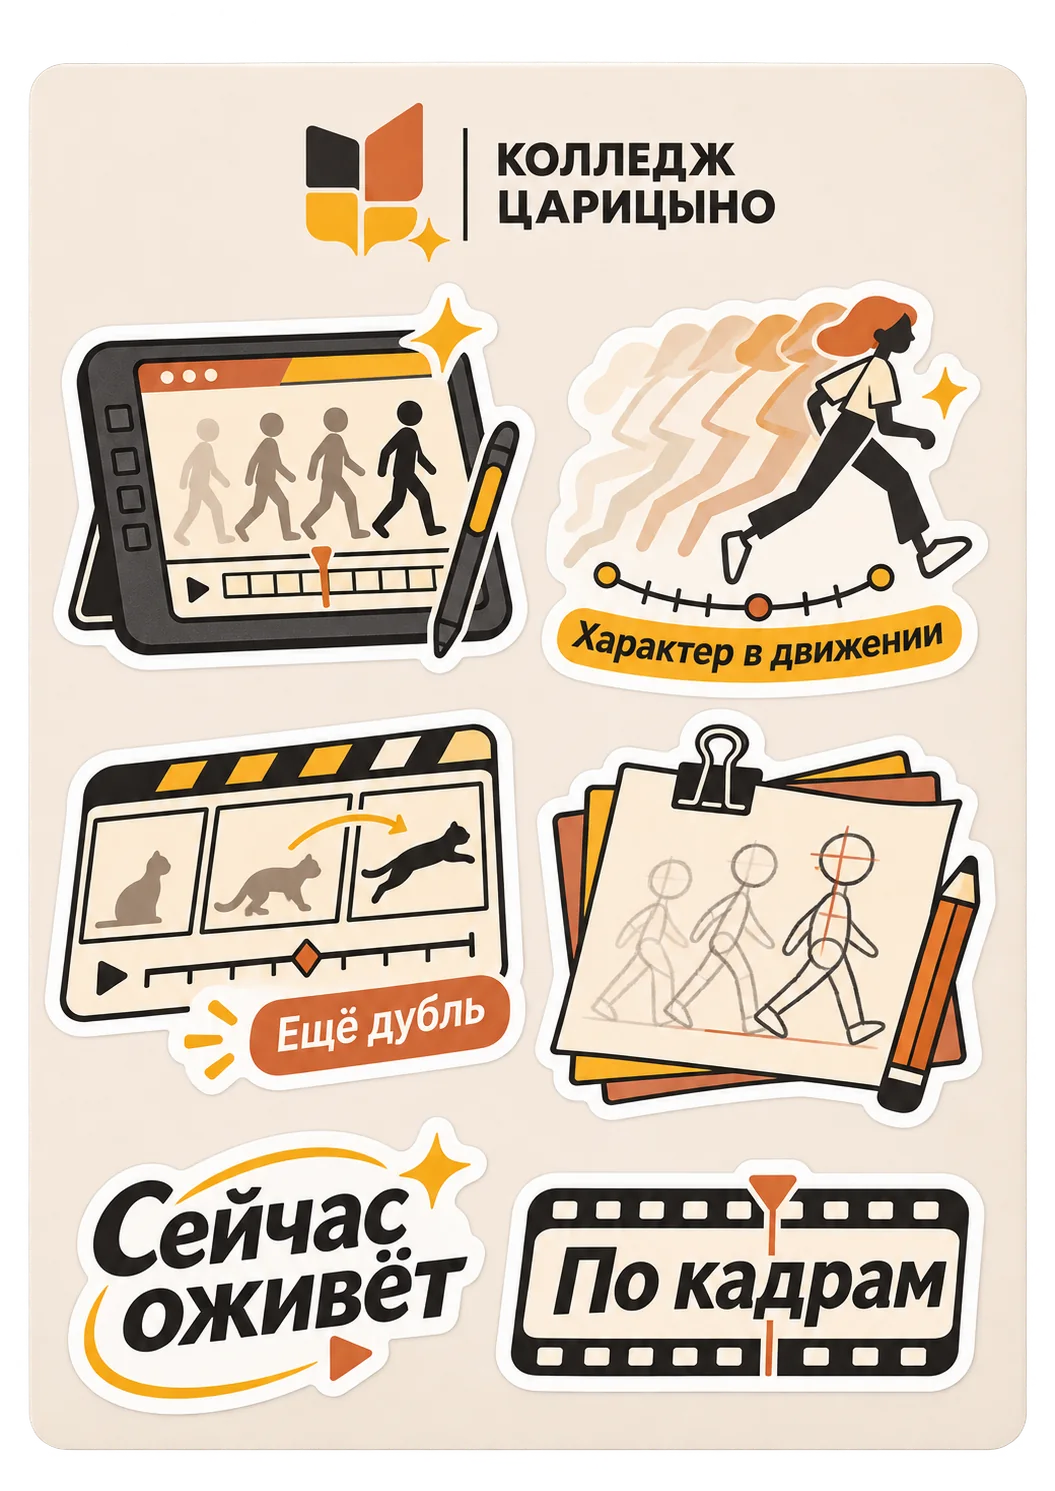 КОЛЛЕДЖ
ЦАРИЦЫНО
Характер в движении
Ещё дубль
Сейчас
оживёт
По кадрам